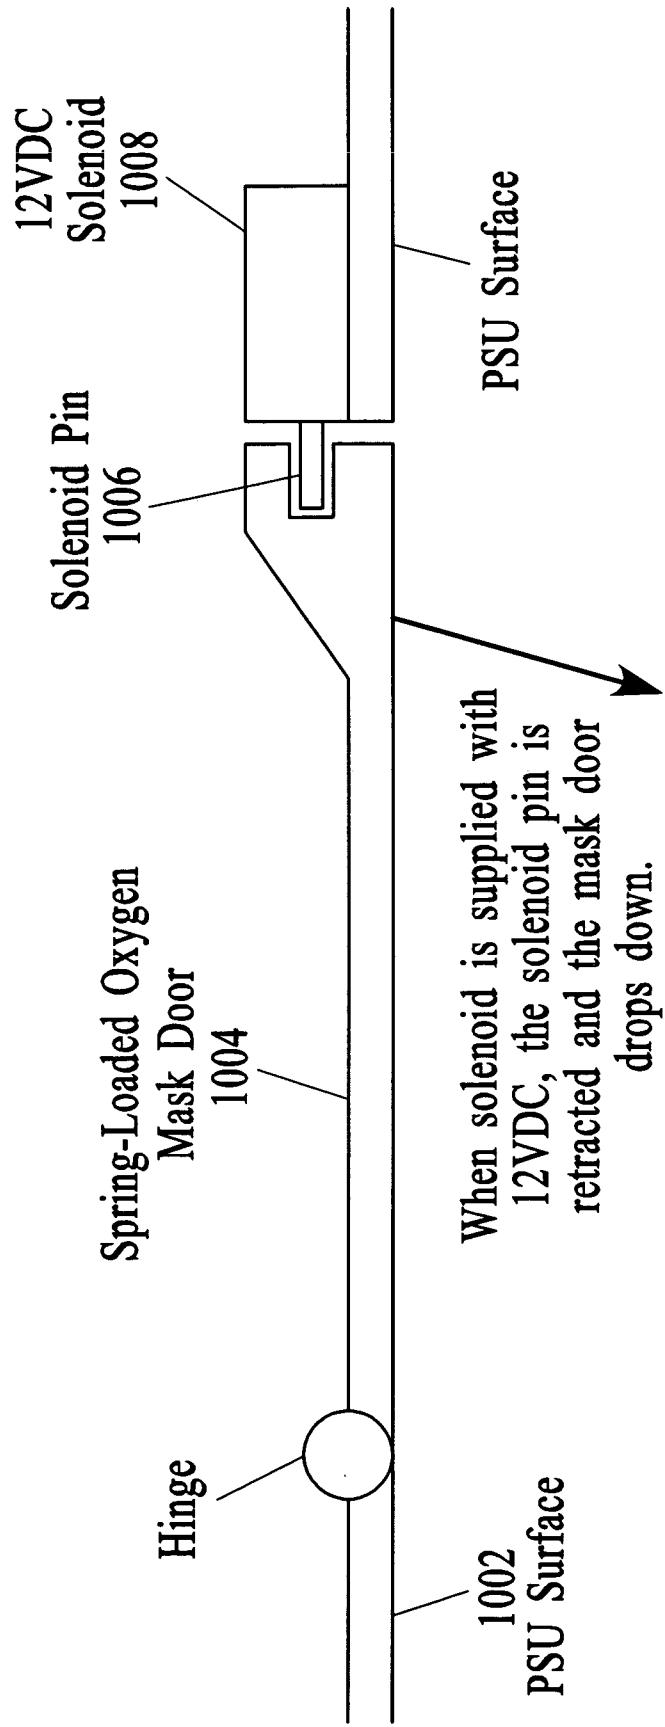 12VDC
Solenoid
1008
Solenoid Pin
1006
Spring-Loaded Oxygen
Mask Door
1004
Hinge
PSU Surface
When solenoid is supplied with
12VDC, the solenoid pin is
retracted and the mask door
drops down.
1002
PSU Surface